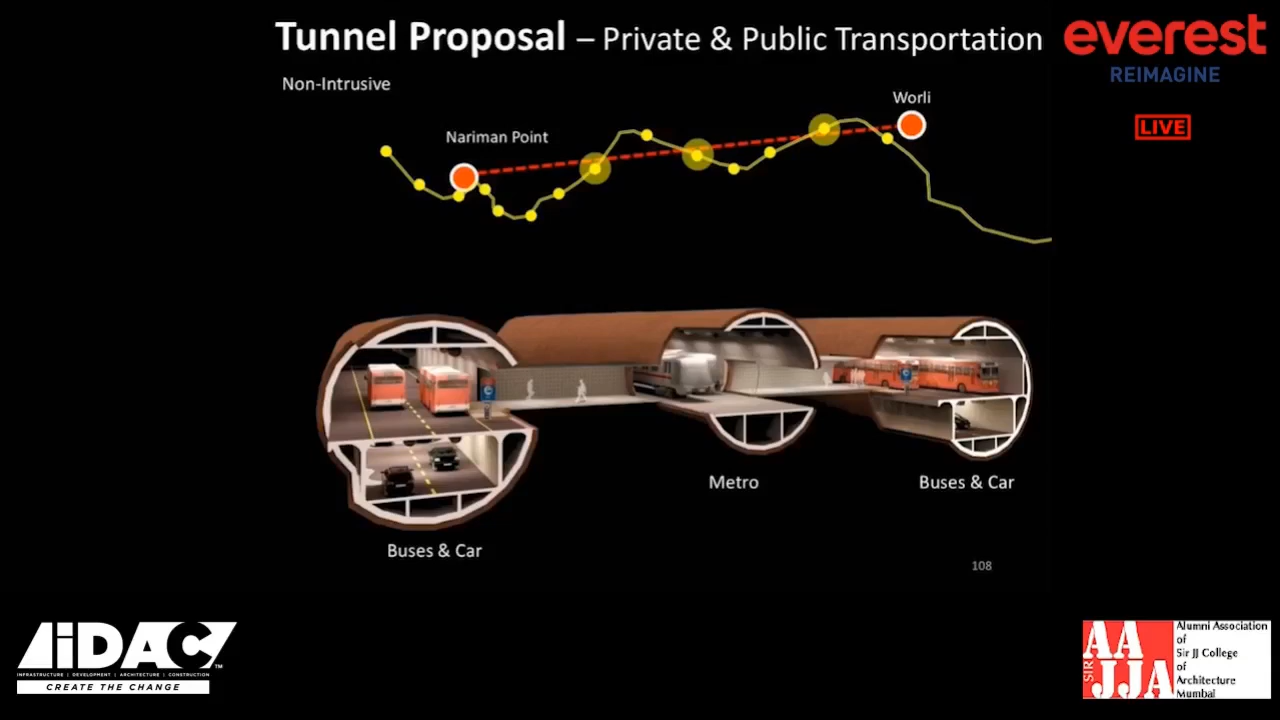 Tunnel Proposal – Private & Public Transportation
everest
REIMAGINE
Non-Intrusive
Worli
LIVE
Nariman Point
Metro
Buses & Car
Buses & Car
108
AiDAC™
INFRASTRUCTURE | DEVELOPMENT | ARCHITECTURE | CONSTRUCTION
CREATE THE CHANGE
SIR
AA
JJA
Alumni Association
of
Sir JJ College
of
Architecture
Mumbai